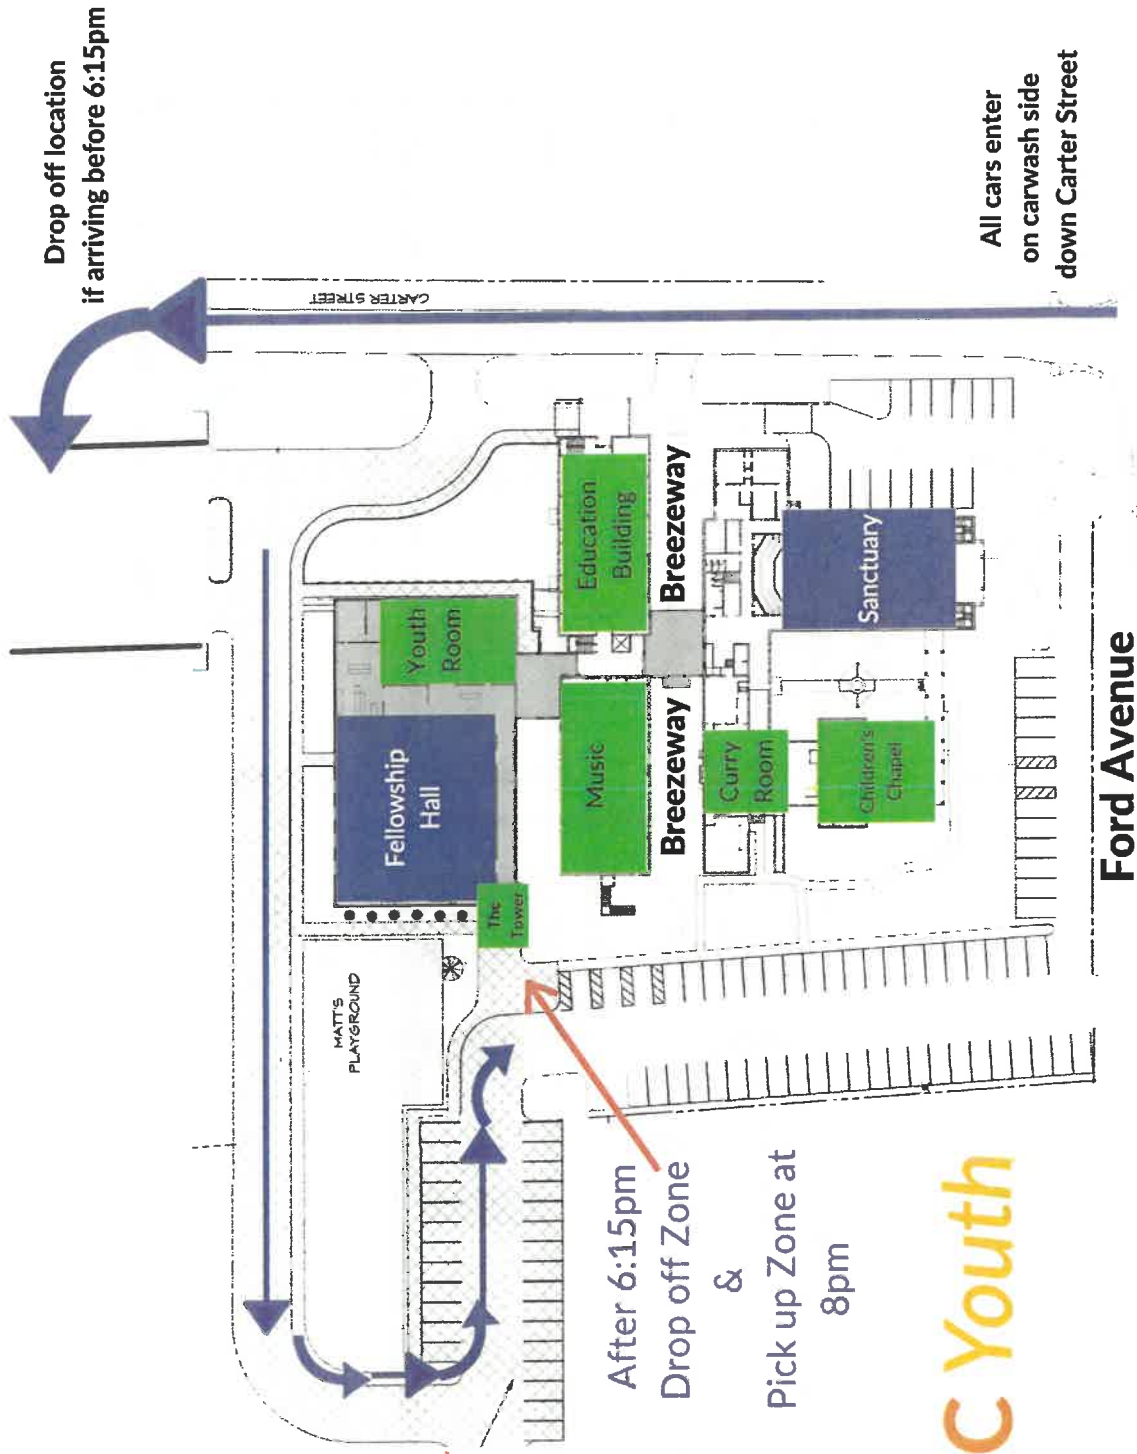 Drop off location
if arriving before 6:15pm
CARTER STREET
All cars enter
on carwash side
down Carter Street
Youth
Room
Education
Building
Breezeway
Sanctuary
Fellowship
Hall
Music
Breezeway
Curry
Room
Children's
Chapel
The
Tower
MATT'S
PLAYGROUND
Ford Avenue
After 6:15pm
Drop off Zone
&
Pick up Zone at
8pm
C Youth